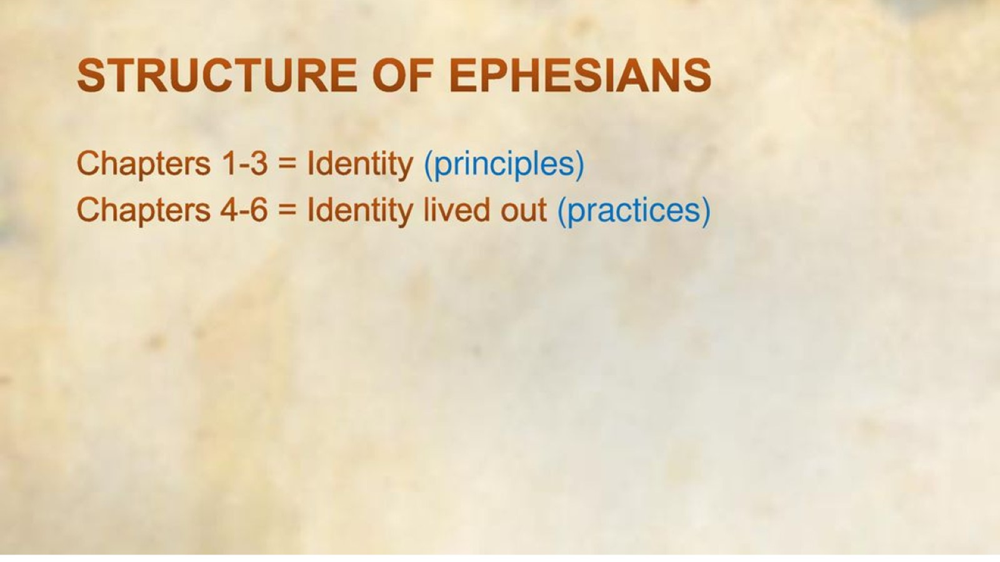 STRUCTURE OF EPHESIANS
Chapters 1-3 = Identity (principles)
Chapters 4-6 = Identity lived out (practices)